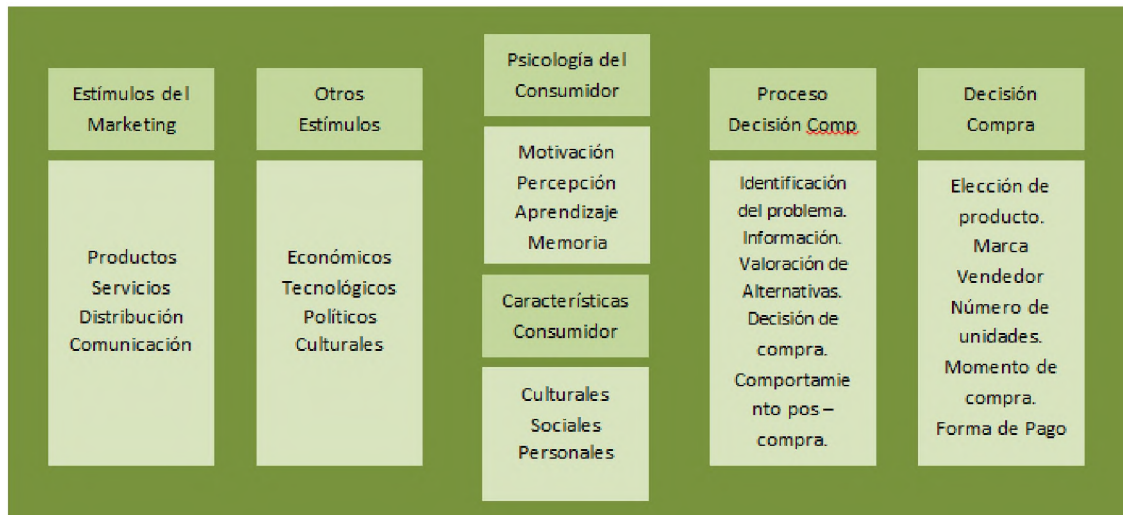 Estímulos del
Marketing
Productos
Servicios
Distribución
Comunicación
Otros
Estímulos
Económicos
Tecnológicos
Políticos
Culturales
Psicología del
Consumidor
Motivación
Percepción
Aprendizaje
Memoria
Característícas
Consumidor
Culturales
Sociales
Personales
Proceso
Decisión Comp
Identificación
del problema.
Información.
Valoración de
Alternativas.
Decisión de
compra.
Comportamie
nto pos –
compra.
Decisión
Compra
Elección de
producto.
Marca
Vendedor
Número de
unidades.
Momento de
compra.
Forma de Pago